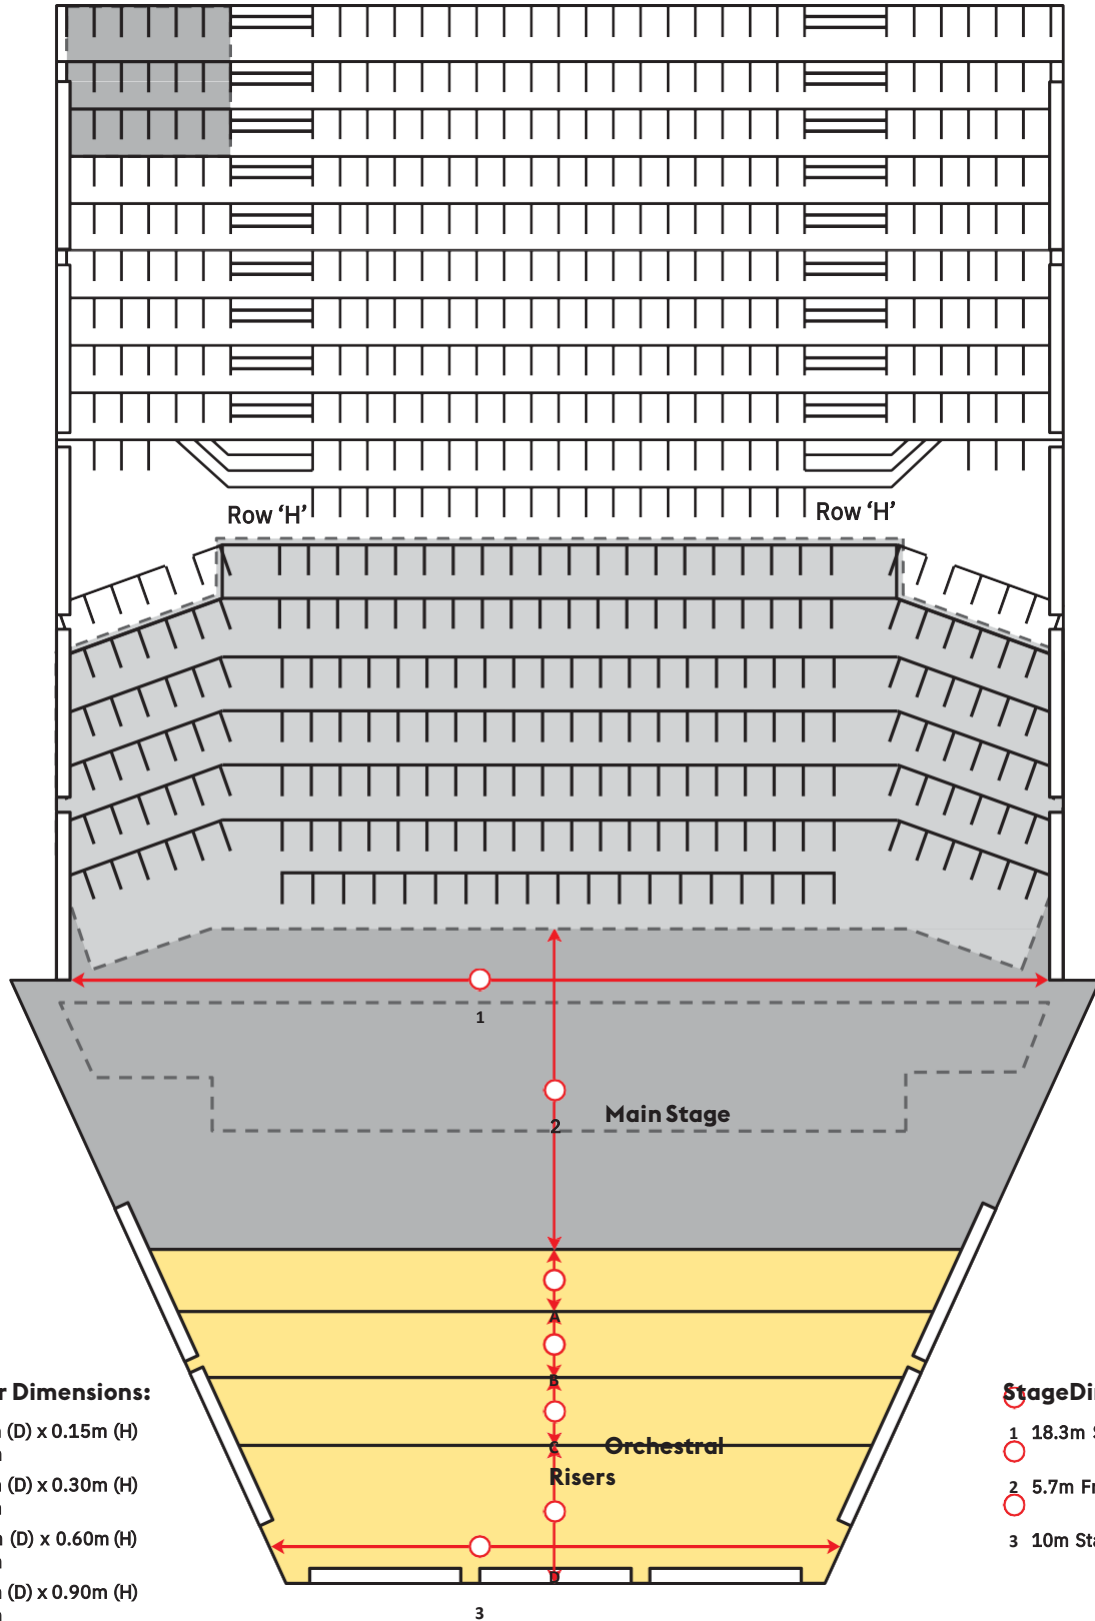 Row ‘H’
Row ‘H’
1
Main Stage
2
A
B
C
Orchestral
Risers
D
3
r Dimensions:
(D) x 0.15m (H)
(D) x 0.30m (H)
(D) x 0.60m (H)
(D) x 0.90m (H)
StageDi
1 18.3m S
2 5.7m Fr
3 10m Sta